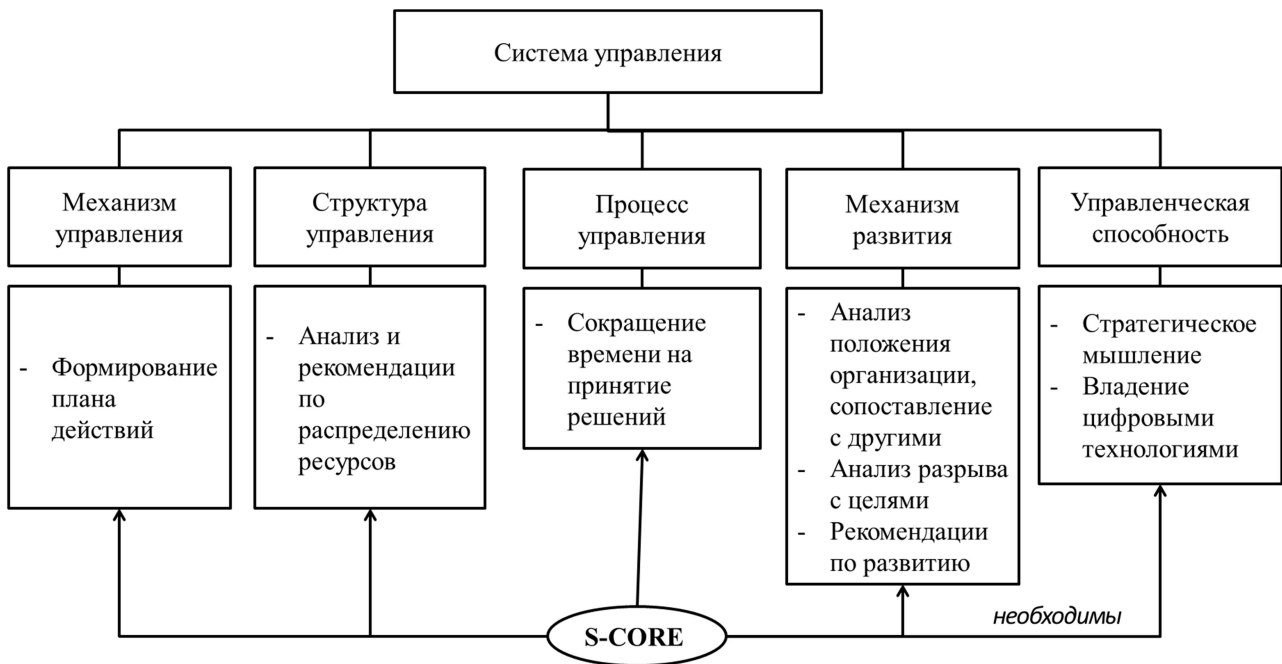 Система управления
Механизм
управления
Структура
управления
Процесс
управления
Механизм
развития
Управленческая
способность
- Формирование
плана
действий
- Анализ и
рекомендации
по
распределению
ресурсов
- Сокращение
времени на
принятие
решений
- Анализ
положения
организации,
сопоставление
с другими
- Анализ разрыва
с целями
- Рекомендации
по развитию
- Стратегическое
мышление
- Владение
цифровыми
технологиями
необходимы
S-CORE